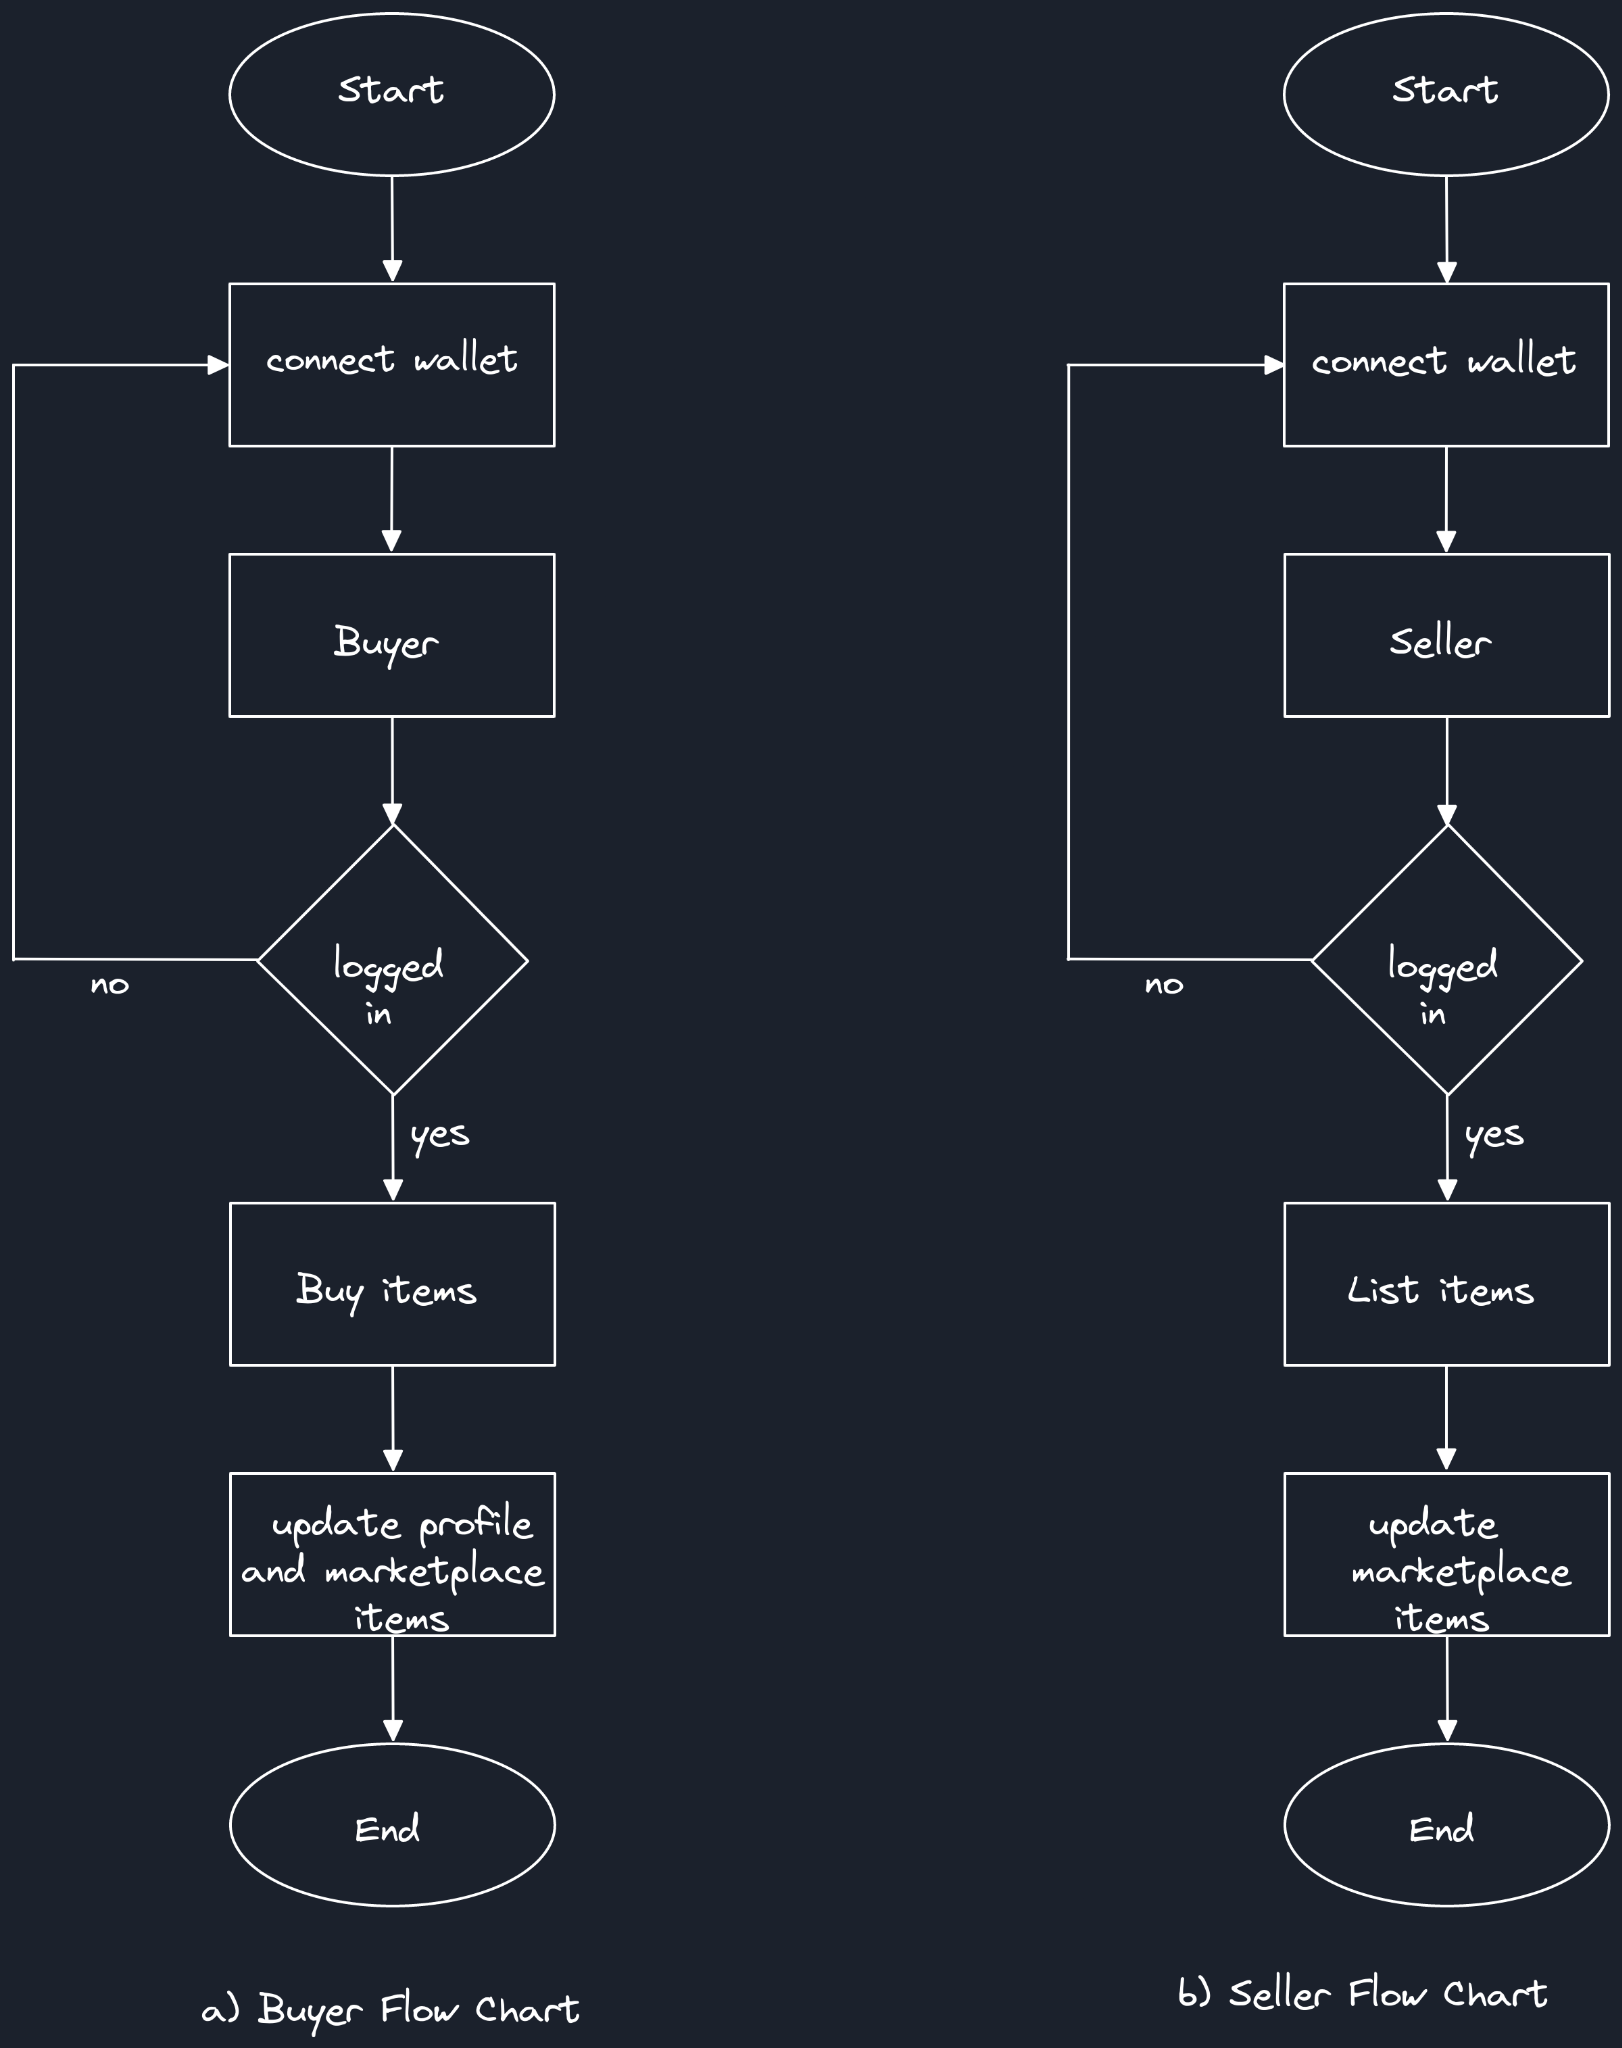 Start
connect wallet
Buyer
logged
in
no
yes
Buy items
update profile
and marketplace
items
End
a) Buyer Flow Chart
Start
connect wallet
Seller
logged
in
no
yes
List items
update
marketplace
items
End
b) Seller Flow Chart